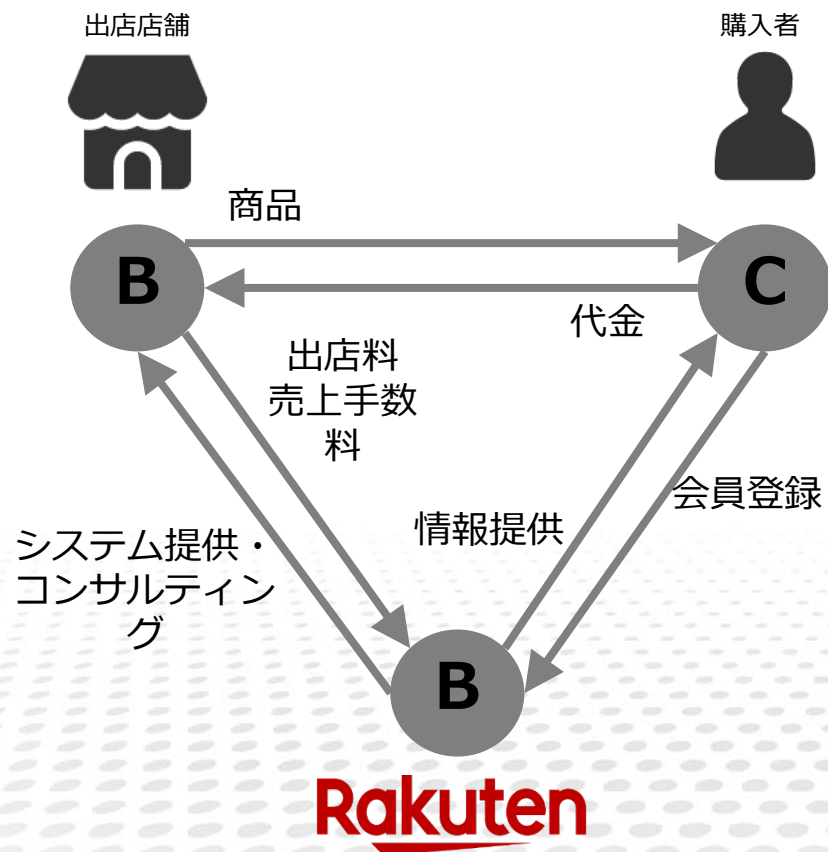 出店店舗
購入者
商品
B
C
代金
出店料
売上手数
料
会員登録
情報提供
システム提供・
コンサルティン
グ
B
Rakuten